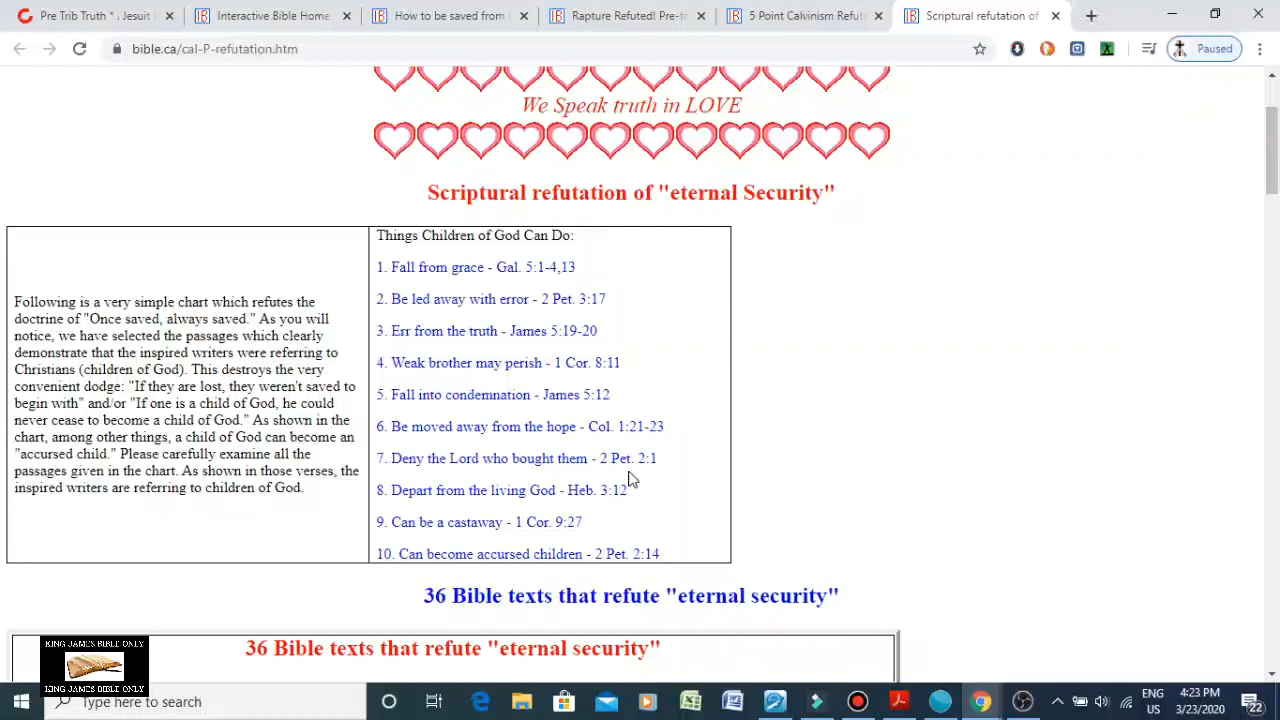 Pre Trib Truth * . Jesuit
Interactive Bible Home
How to be saved from
Rapture Refuted! Pre-t
5 Point Calvinism Refut
Scriptural refutation of
bible.ca/cal-P-refutation.htm
Paused
We Speak truth in LOVE
Scriptural refutation of "eternal Security"
Following is a very simple chart which refutes the
doctrine of "Once saved, always saved." As you will
notice, we have selected the passages which clearly
demonstrate that the inspired writers were referring to
Christians (children of God). This destroys the very
convenient dodge: "If they are lost, they weren't saved to
begin with" and/or "If one is a child of God, he could
never cease to become a child of God." As shown in the
chart, among other things, a child of God can become an
"accursed child." Please carefully examine all the
passages given in the chart. As shown in those verses, the
inspired writers are referring to children of God.
Things Children of God Can Do:
1. Fall from grace - Gal. 5:1-4,13
2. Be led away with error - 2 Pet. 3:17
3. Err from the truth - James 5:19-20
4. Weak brother may perish - 1 Cor. 8:11
5. Fall into condemnation - James 5:12
6. Be moved away from the hope - Col. 1:21-23
7. Deny the Lord who bought them - 2 Pet. 2:1
8. Depart from the living God - Heb. 3:12
9. Can be a castaway - 1 Cor. 9:27
10. Can become accursed children - 2 Pet. 2:14
36 Bible texts that refute "eternal security"
36 Bible texts that refute "eternal security"
KING JAMES BIBLE ONLY
KING JAMES BIBLE ONLY
Type here to search
ENG
US
4:23 PM
3/23/2020
22